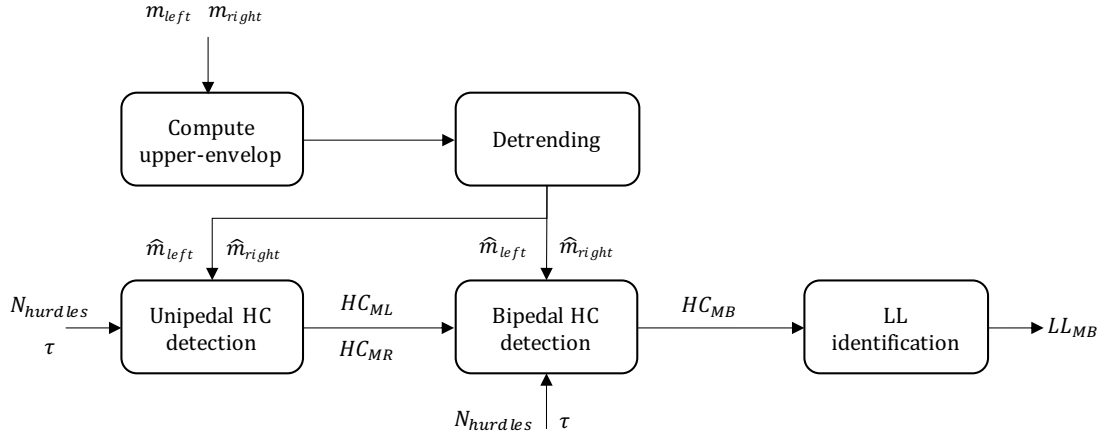 m_left m_right
Compute
upper-envelop
Detrending
m̂_left m̂_right
m̂_left m̂_right
N_hurdles
τ
Unipedal HC
detection
HC_ML
HC_MR
Bipedal HC
detection
HC_MB
LL
identification
LL_MB
N_hurdles τ